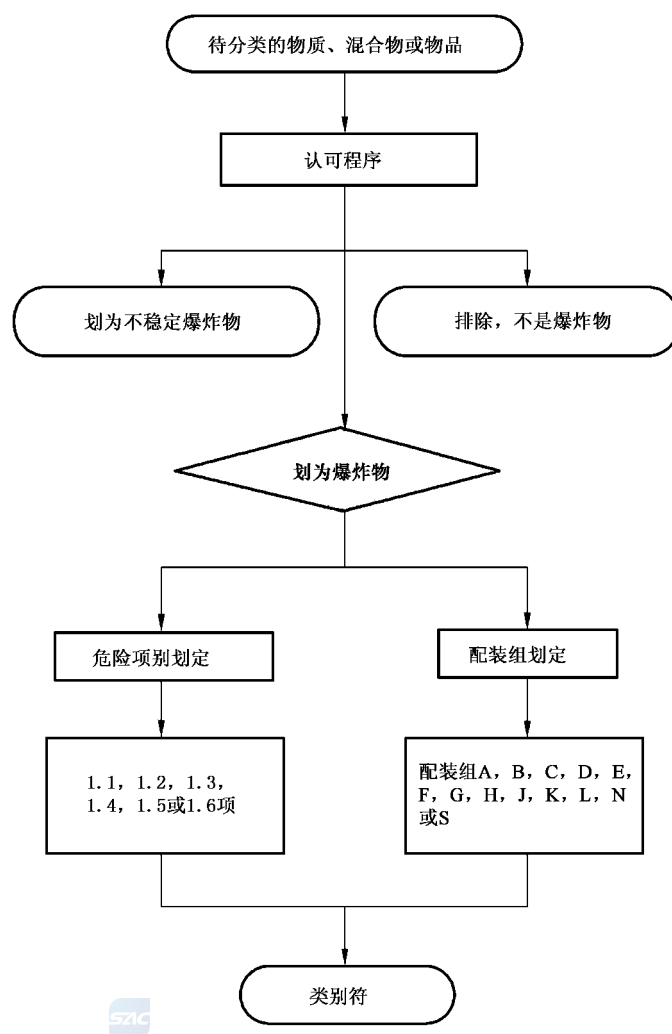 待分类的物质、混合物或物品
认可程序
划为不稳定爆炸物
排除，不是爆炸物
划为爆炸物
危险项别划定
配装组划定
1.1，1.2，1.3，
1.4，1.5或1.6项
配装组A，B，C，D，E，
F，G，H，J，K，L，N
或S
类别符
SAC